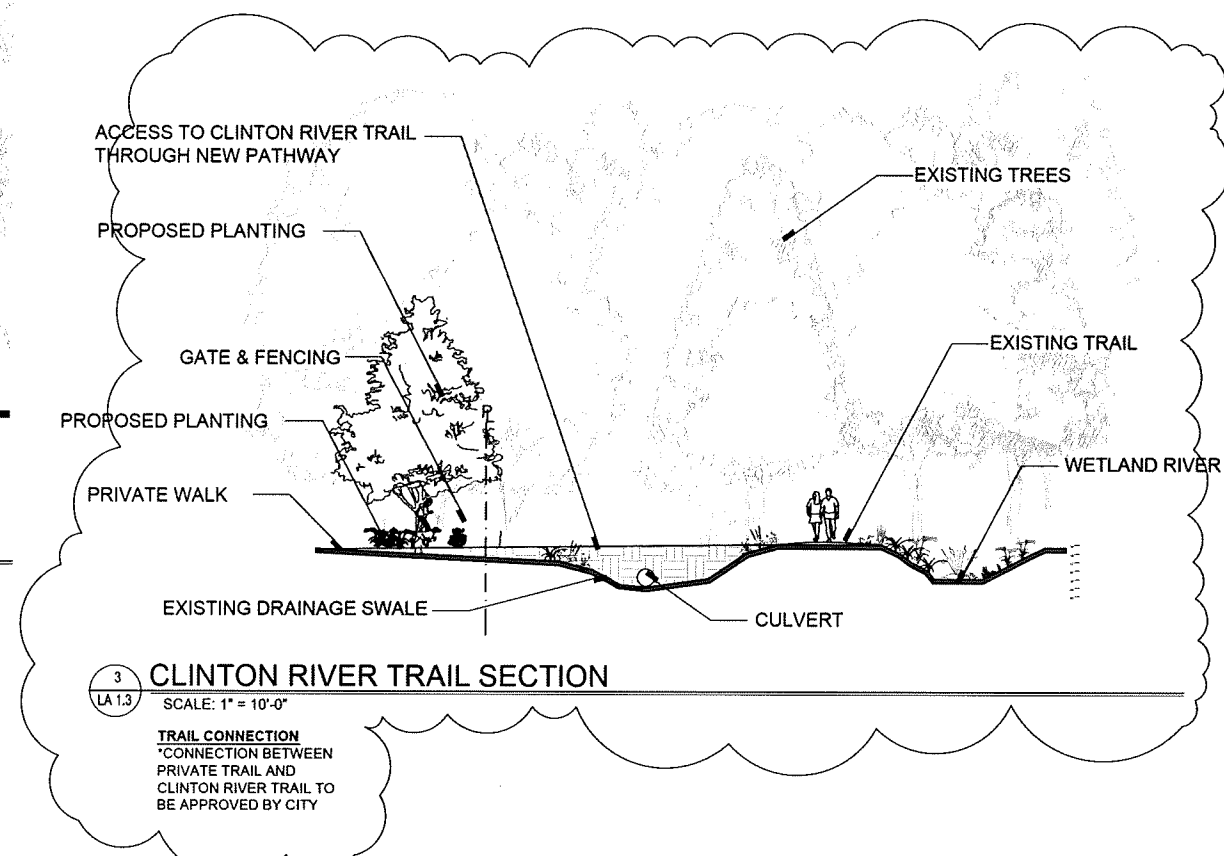 ACCESS TO CLINTON RIVER TRAIL
THROUGH NEW PATHWAY
EXISTING TREES
PROPOSED PLANTING
GATE & FENCING
EXISTING TRAIL
PROPOSED PLANTING
WETLAND RIVER
PRIVATE WALK
EXISTING DRAINAGE SWALE
CULVERT
3
LA 1.3
CLINTON RIVER TRAIL SECTION
SCALE: 1" = 10'-0"
TRAIL CONNECTION
*CONNECTION BETWEEN
PRIVATE TRAIL AND
CLINTON RIVER TRAIL TO
BE APPROVED BY CITY